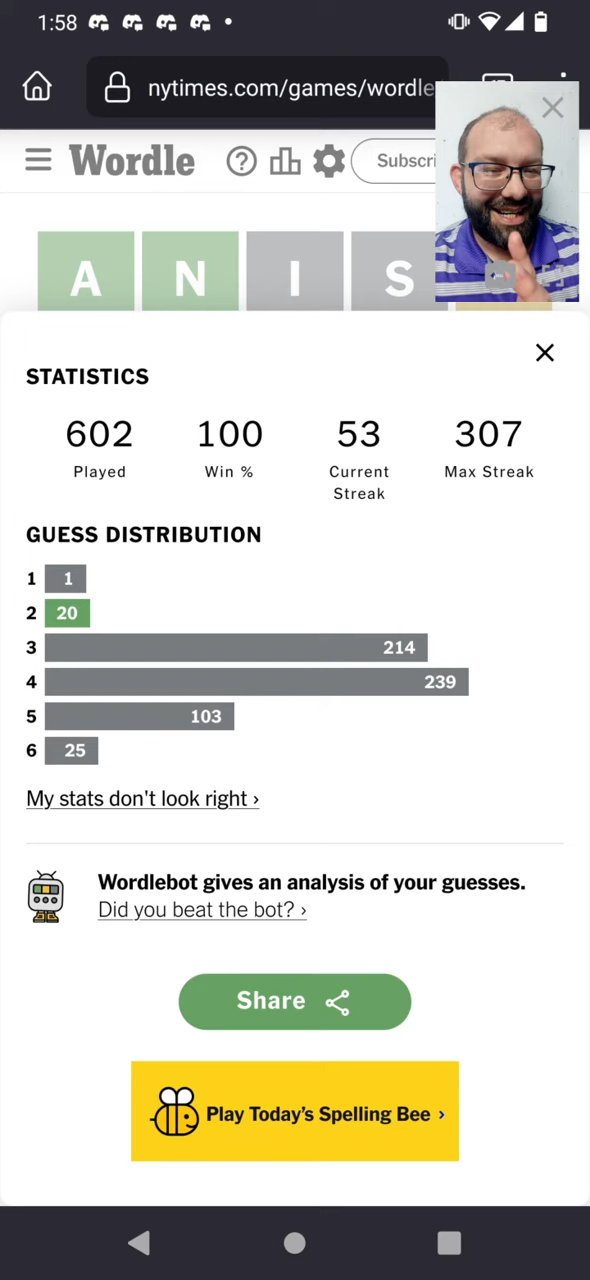 1:58
nytimes.com/games/wordle
Wordle
Subscri
A N I S
STATISTICS
602 100 53 307
Played Win % Current Streak Max Streak
GUESS DISTRIBUTION
1 1
2 20
3 214
4 239
5 103
6 25
My stats don't look right ›
Wordlebot gives an analysis of your guesses.
Did you beat the bot? ›
Share
Play Today’s Spelling Bee ›